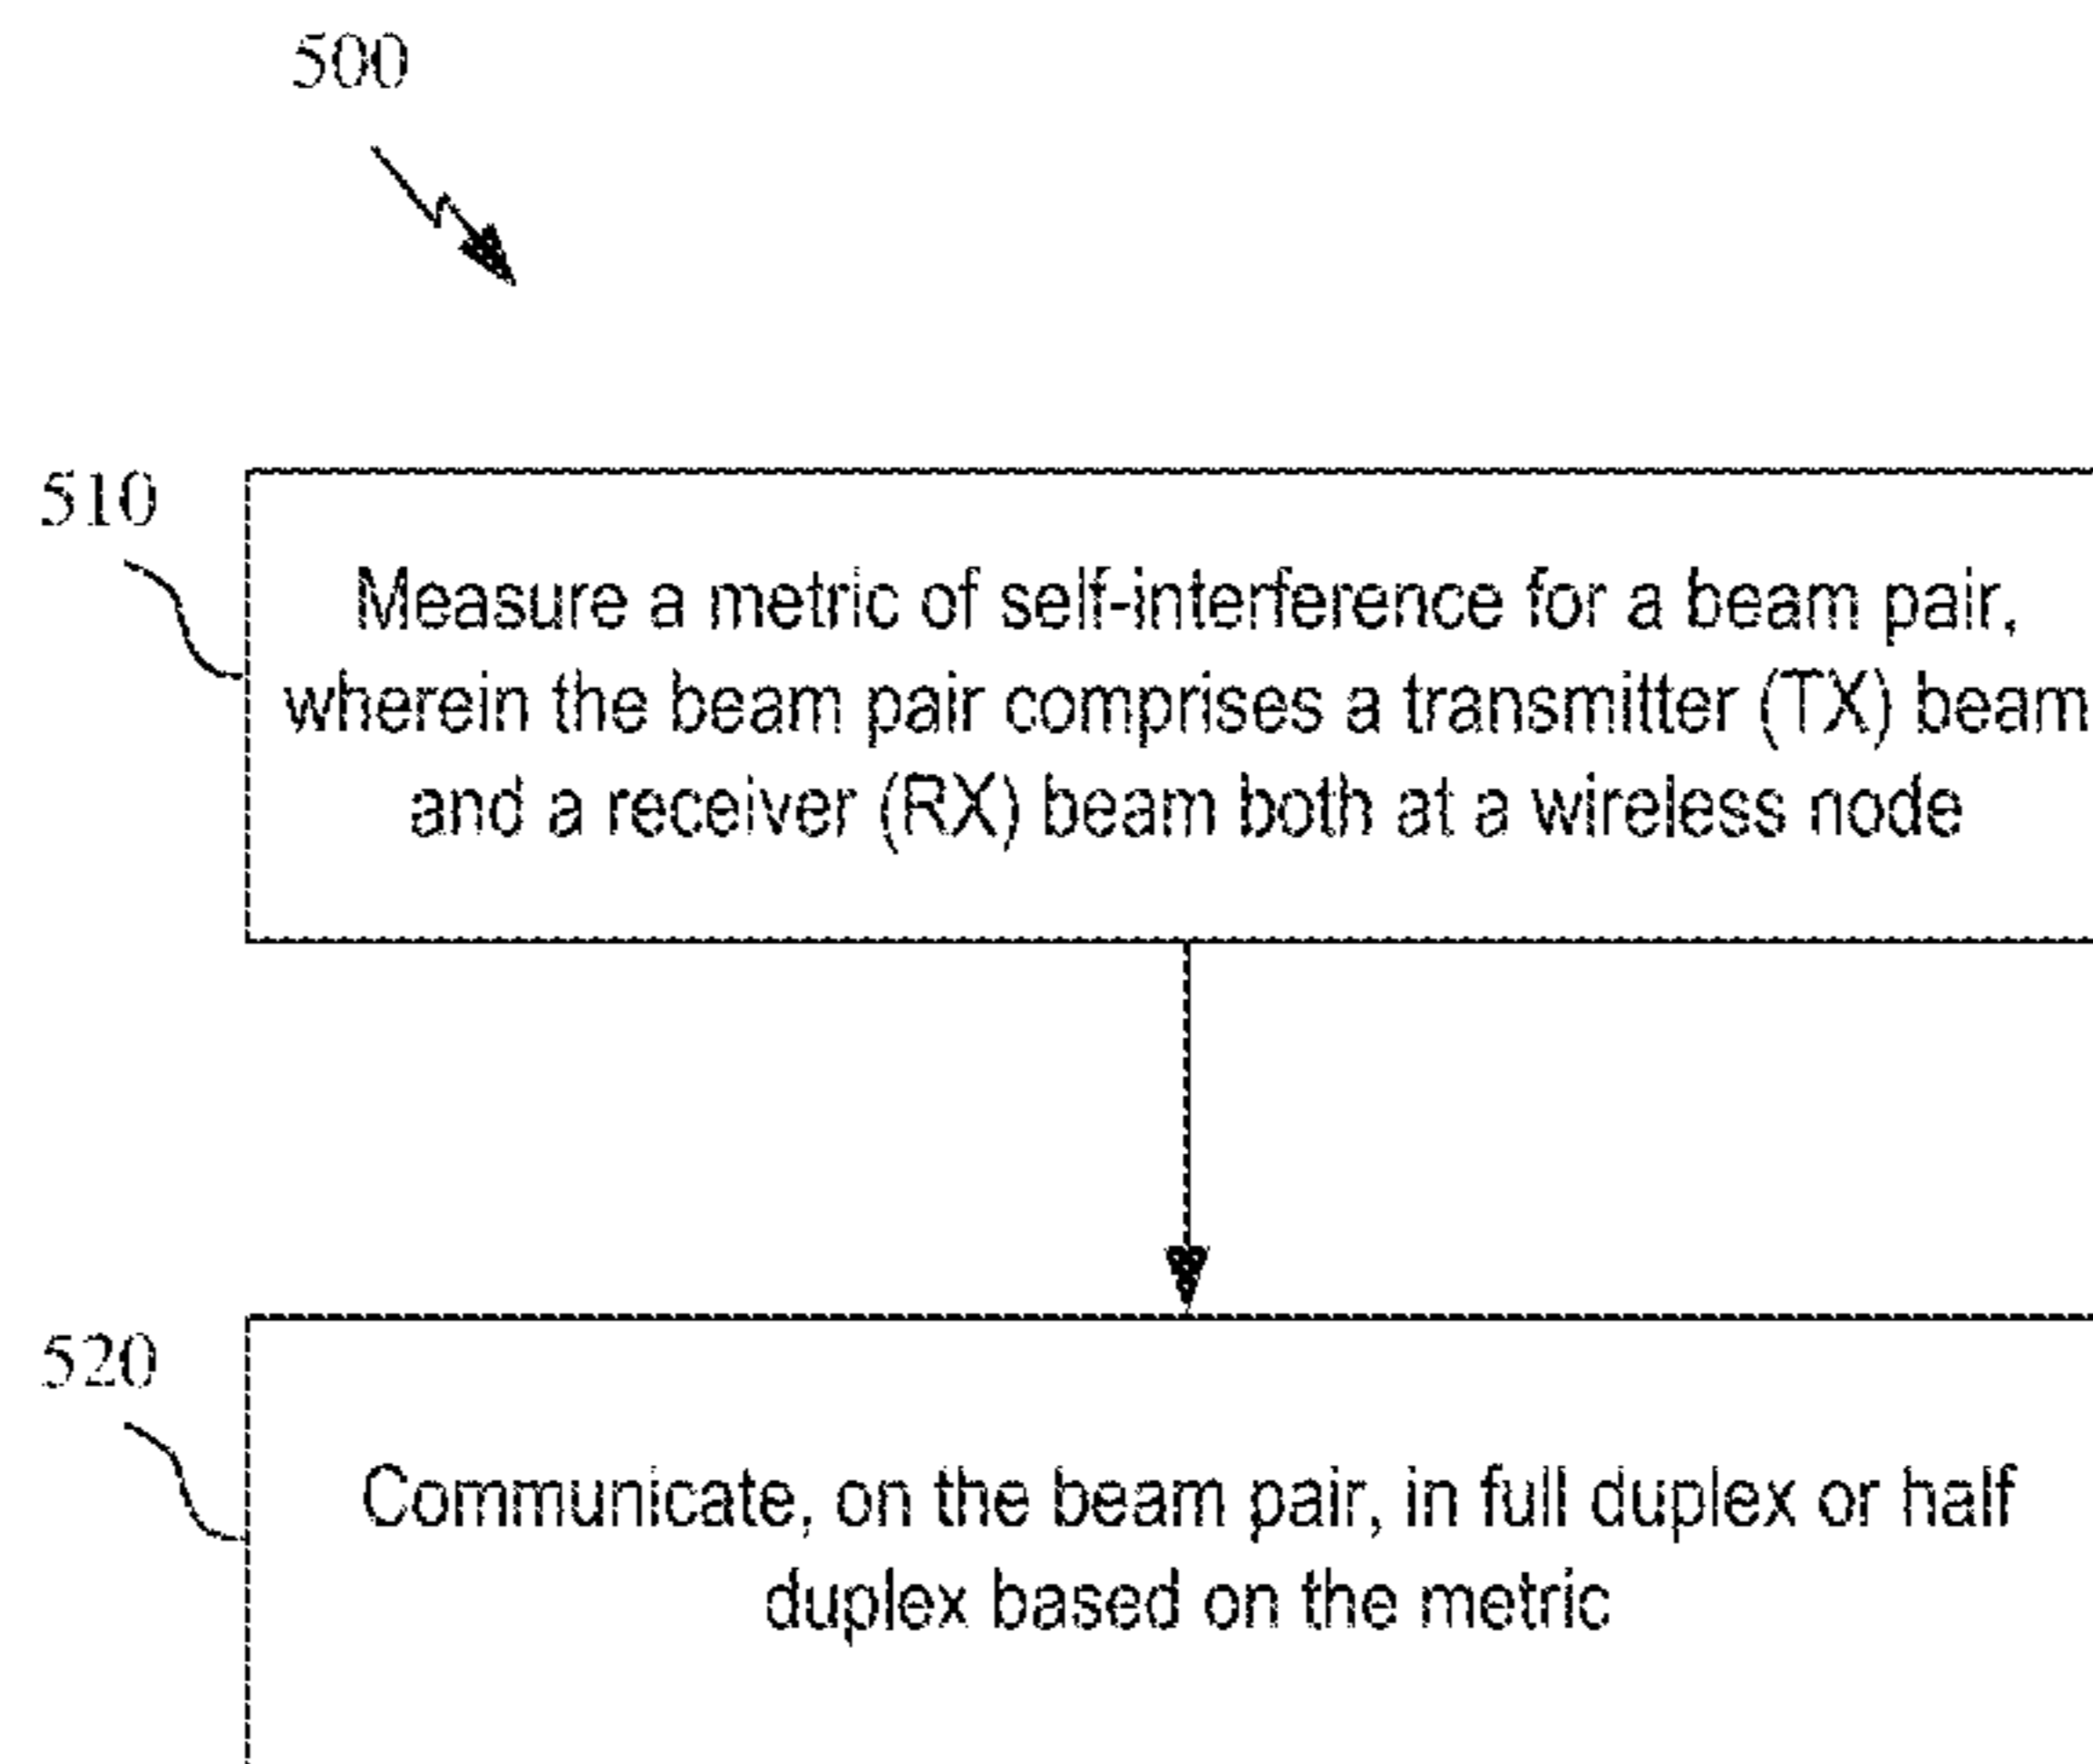 500
510
Measure a metric of self-interference for a beam pair,
wherein the beam pair comprises a transmitter (TX) beam
and a receiver (RX) beam both at a wireless node
520
Communicate, on the beam pair, in full duplex or half
duplex based on the metric